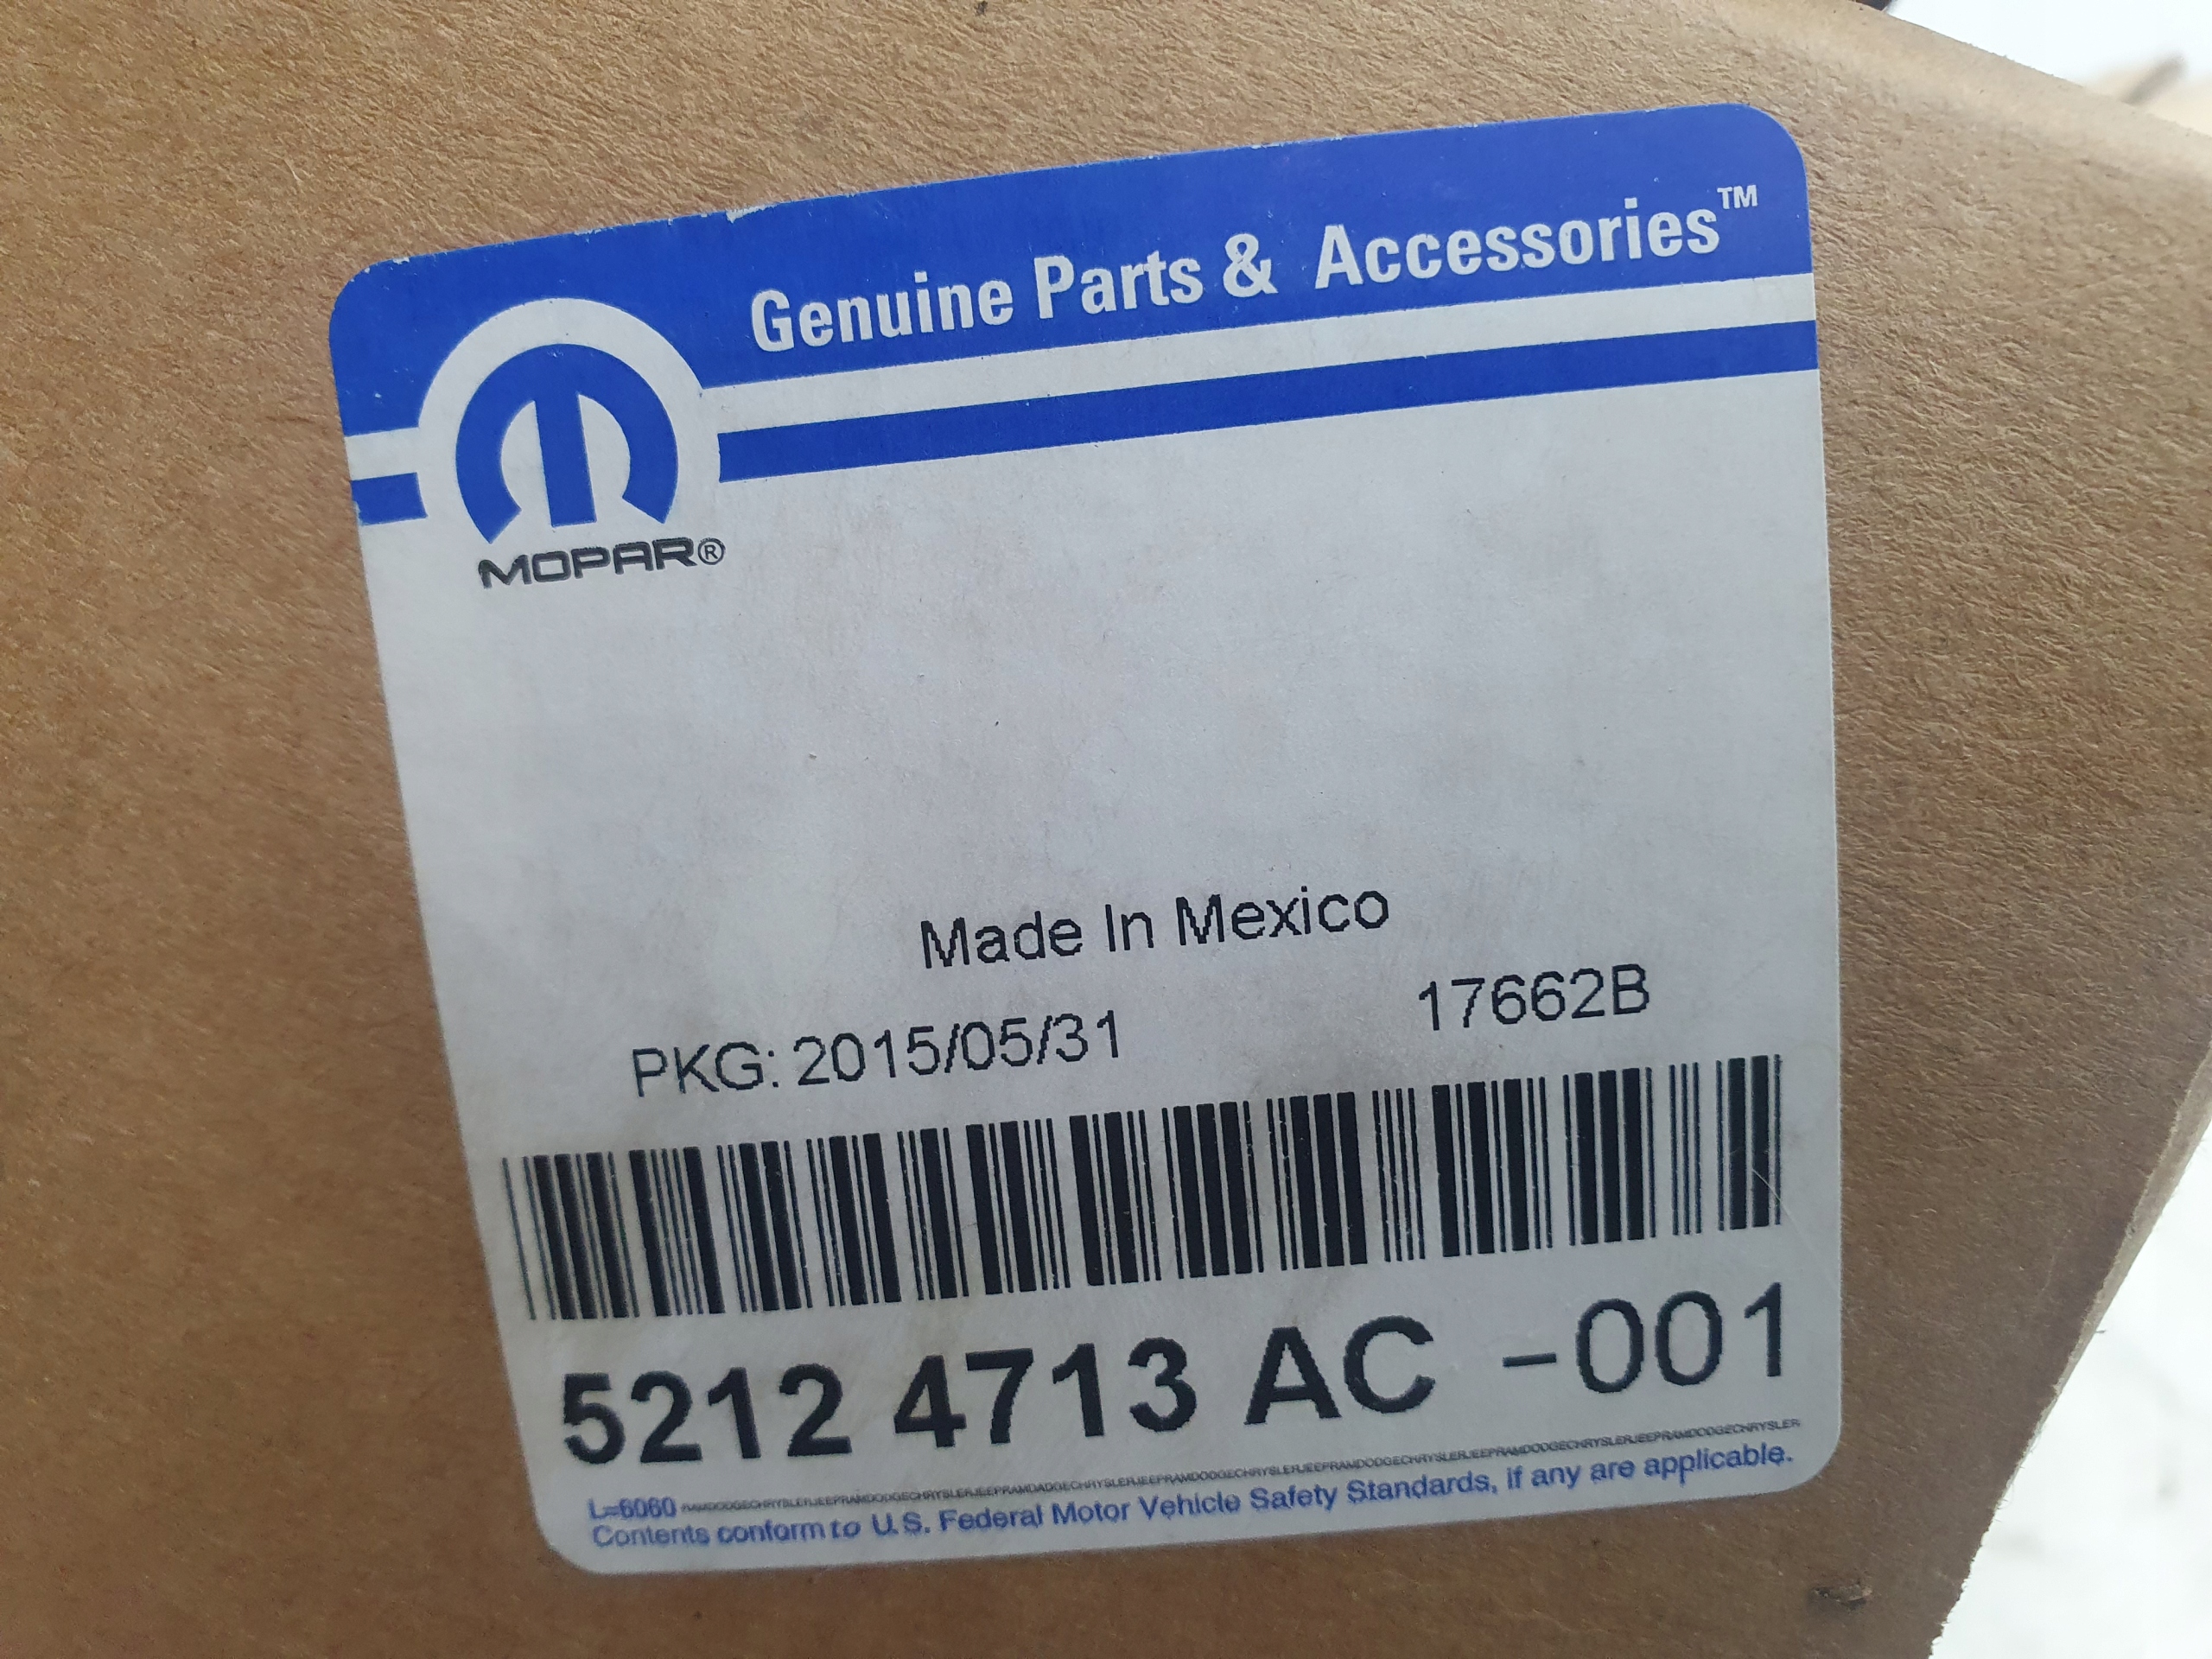 Genuine Parts & Accessories™
MOPAR®
Made In Mexico
PKG: 2015/05/31 17662B
5212 4713 AC -001
L=6060 RAMDODGECHRYSLERJEEPRAMDODGECHRYSLERJEEPRAMDADGECHRYSLERJEEPRAMDODGECHRYSLERJEEPRAMDODGECHRYSLERJEEPRAMDODGECHRYSLERJEEPRAMDODGECHRYSLER
Contents conform to U.S. Federal Motor Vehicle Safety Standards, if any are applicable.